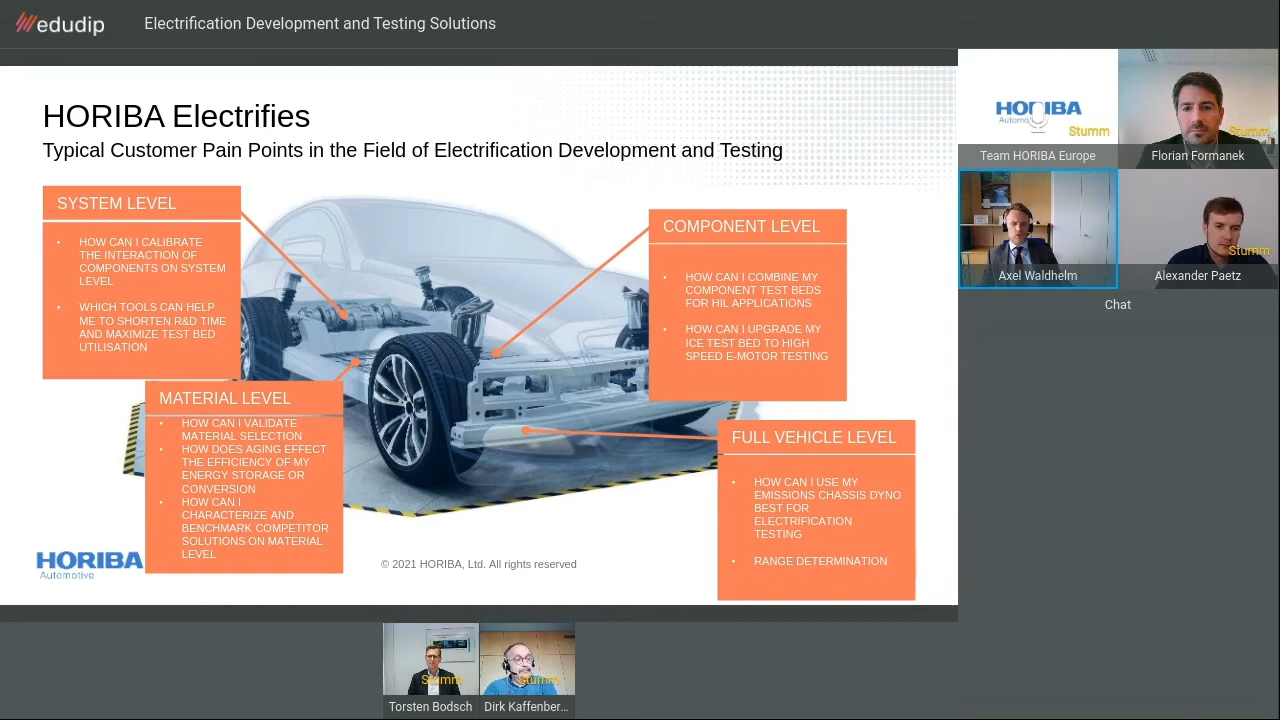 edudip
Electrification Development and Testing Solutions
HORIBA Electrifies
Typical Customer Pain Points in the Field of Electrification Development and Testing
SYSTEM LEVEL
• HOW CAN I CALIBRATE
THE INTERACTION OF
COMPONENTS ON SYSTEM
LEVEL
• WHICH TOOLS CAN HELP
ME TO SHORTEN R&D TIME
AND MAXIMIZE TEST BED
UTILISATION
MATERIAL LEVEL
• HOW CAN I VALIDATE
MATERIAL SELECTION
• HOW DOES AGING EFFECT
THE EFFICIENCY OF MY
ENERGY STORAGE OR
CONVERSION
• HOW CAN I
CHARACTERIZE AND
BENCHMARK COMPETITOR
SOLUTIONS ON MATERIAL
LEVEL
COMPONENT LEVEL
• HOW CAN I COMBINE MY
COMPONENT TEST BEDS
FOR HIL APPLICATIONS
• HOW CAN I UPGRADE MY
ICE TEST BED TO HIGH
SPEED E-MOTOR TESTING
FULL VEHICLE LEVEL
• HOW CAN I USE MY
EMISSIONS CHASSIS DYNO
BEST FOR
ELECTRIFICATION
TESTING
• RANGE DETERMINATION
HORIBA
Automotive
© 2021 HORIBA, Ltd. All rights reserved
HORIBA
Stumm
Team HORIBA Europe
Stumm
Florian Formanek
Axel Waldhelm
Stumm
Alexander Paetz
Chat
Stumm
Torsten Bodsch
Stumm
Dirk Kaffenber...